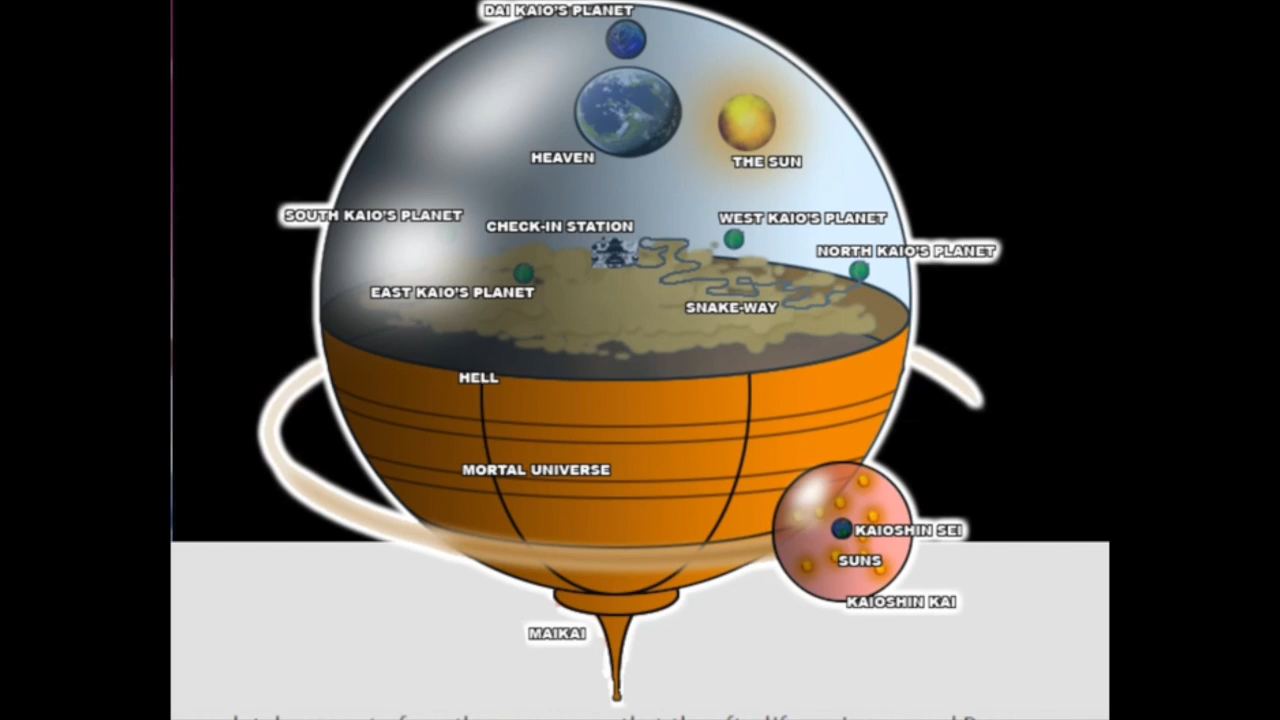 DAI KAIO'S PLANET
HEAVEN
THE SUN
SOUTH KAIO'S PLANET
CHECK-IN STATION
WEST KAIO'S PLANET
NORTH KAIO'S PLANET
EAST KAIO'S PLANET
SNAKE-WAY
HELL
MORTAL UNIVERSE
KAIOSHIN SEI
SUNS
KAIOSHIN KAI
MAIKAI